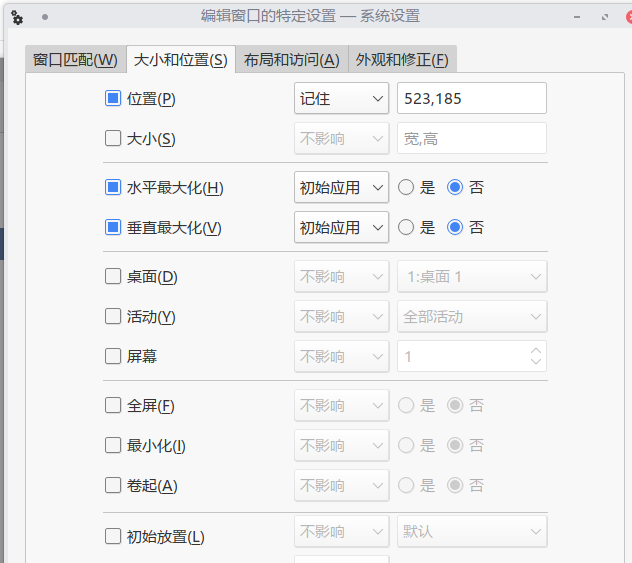 编辑窗口的特定设置 — 系统设置
窗口匹配(W) 大小和位置(S) 布局和访问(A) 外观和修正(F)
位置(P) 记住 523,185
大小(S) 不影响 宽,高
水平最大化(H) 初始应用 是 否
垂直最大化(V) 初始应用 是 否
桌面(D) 不影响 1:桌面 1
活动(Y) 不影响 全部活动
屏幕 不影响 1
全屏(F) 不影响 是 否
最小化(I) 不影响 是 否
卷起(A) 不影响 是 否
初始放置(L) 不影响 默认